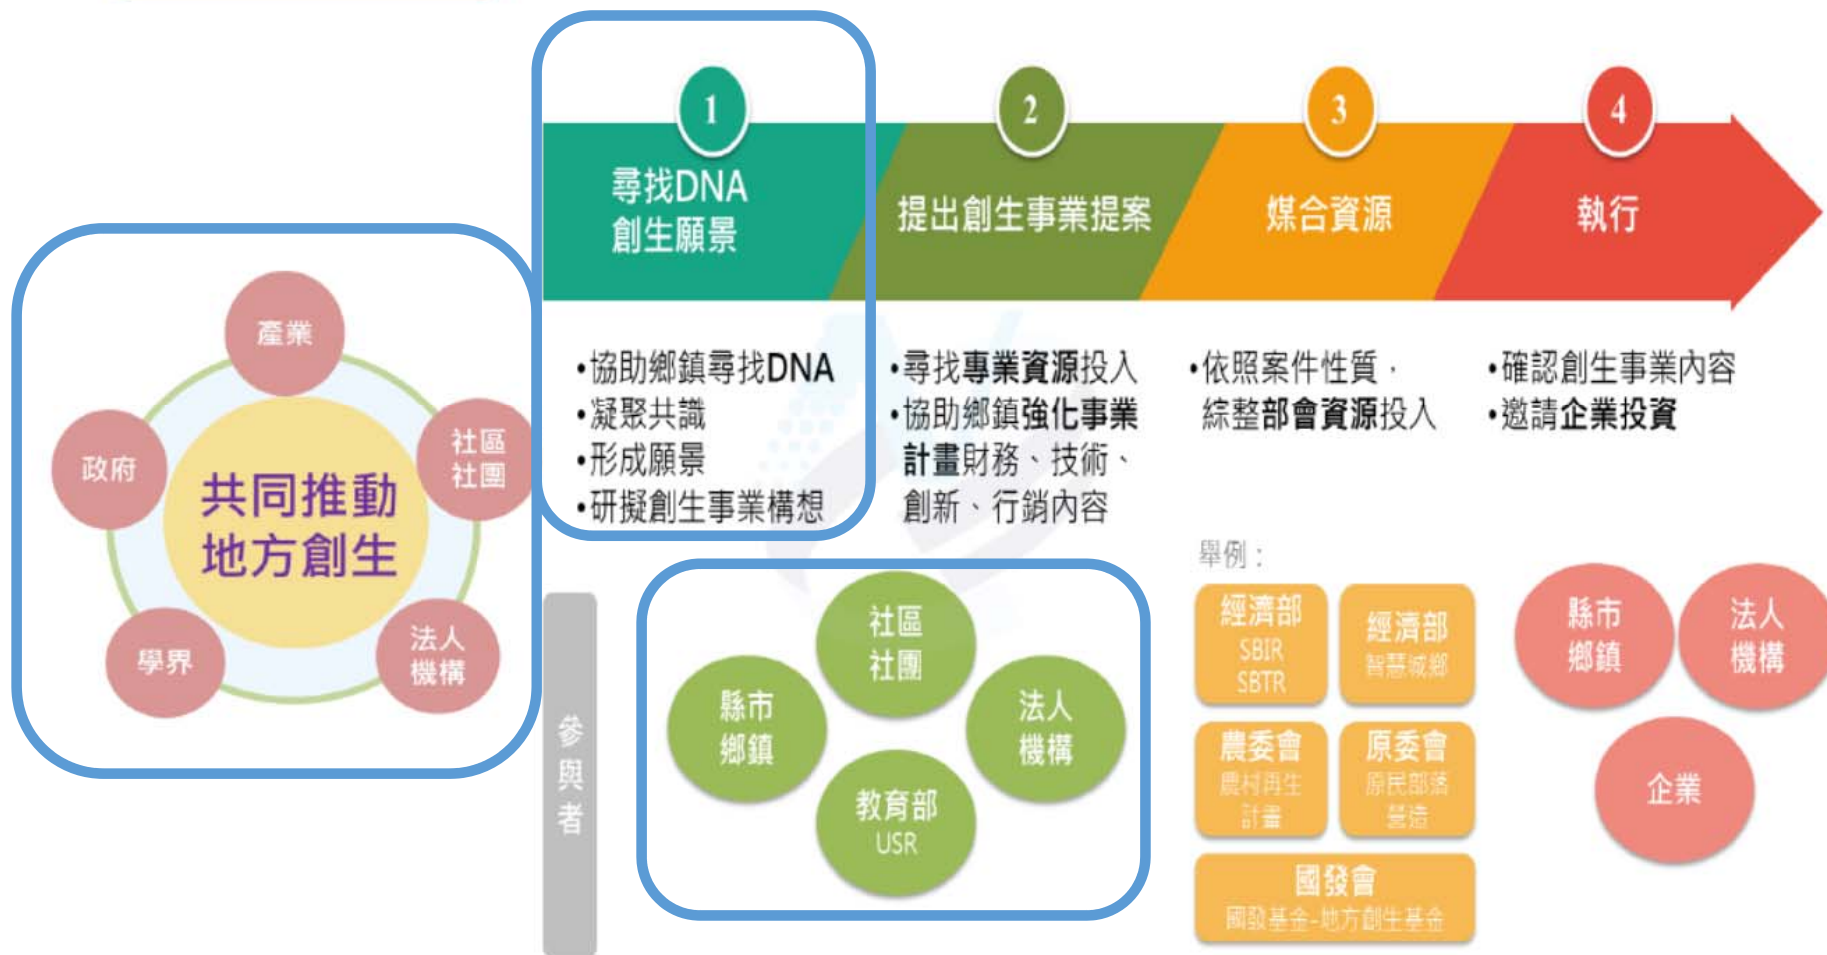 1
尋找DNA
創生願景
2
提出創生事業提案
3
媒合資源
4
執行
產業
政府
社區
社團
學界
法人
機構
共同推動
地方創生
•協助鄉鎮尋找DNA
•凝聚共識
•形成願景
•研擬創生事業構想
•尋找專業資源投入
•協助鄉鎮強化事業
計畫財務、技術、
創新、行銷內容
•依照案件性質，
綜整部會資源投入
•確認創生事業內容
•邀請企業投資
參與者
社區
社團
縣市
鄉鎮
法人
機構
教育部
USR
舉例：
經濟部
SBIR
SBTR
經濟部
智慧城鄉
農委會
農村再生
計畫
原委會
原民部落
營造
國發會
國發基金-地方創生基金
縣市
鄉鎮
法人
機構
企業